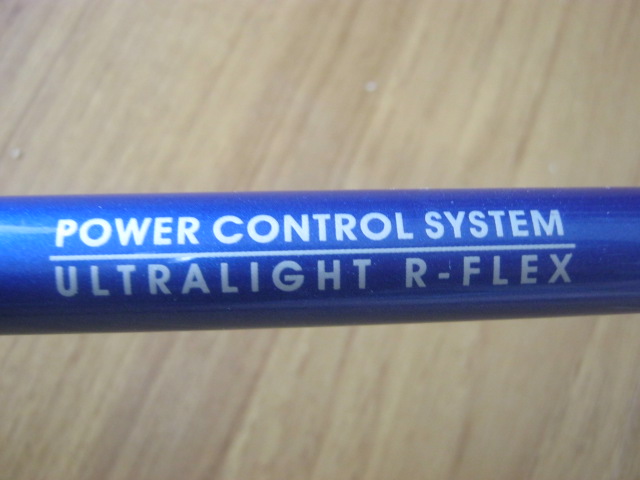 POWER CONTROL SYSTEM
ULTRALIGHT R-FLEX